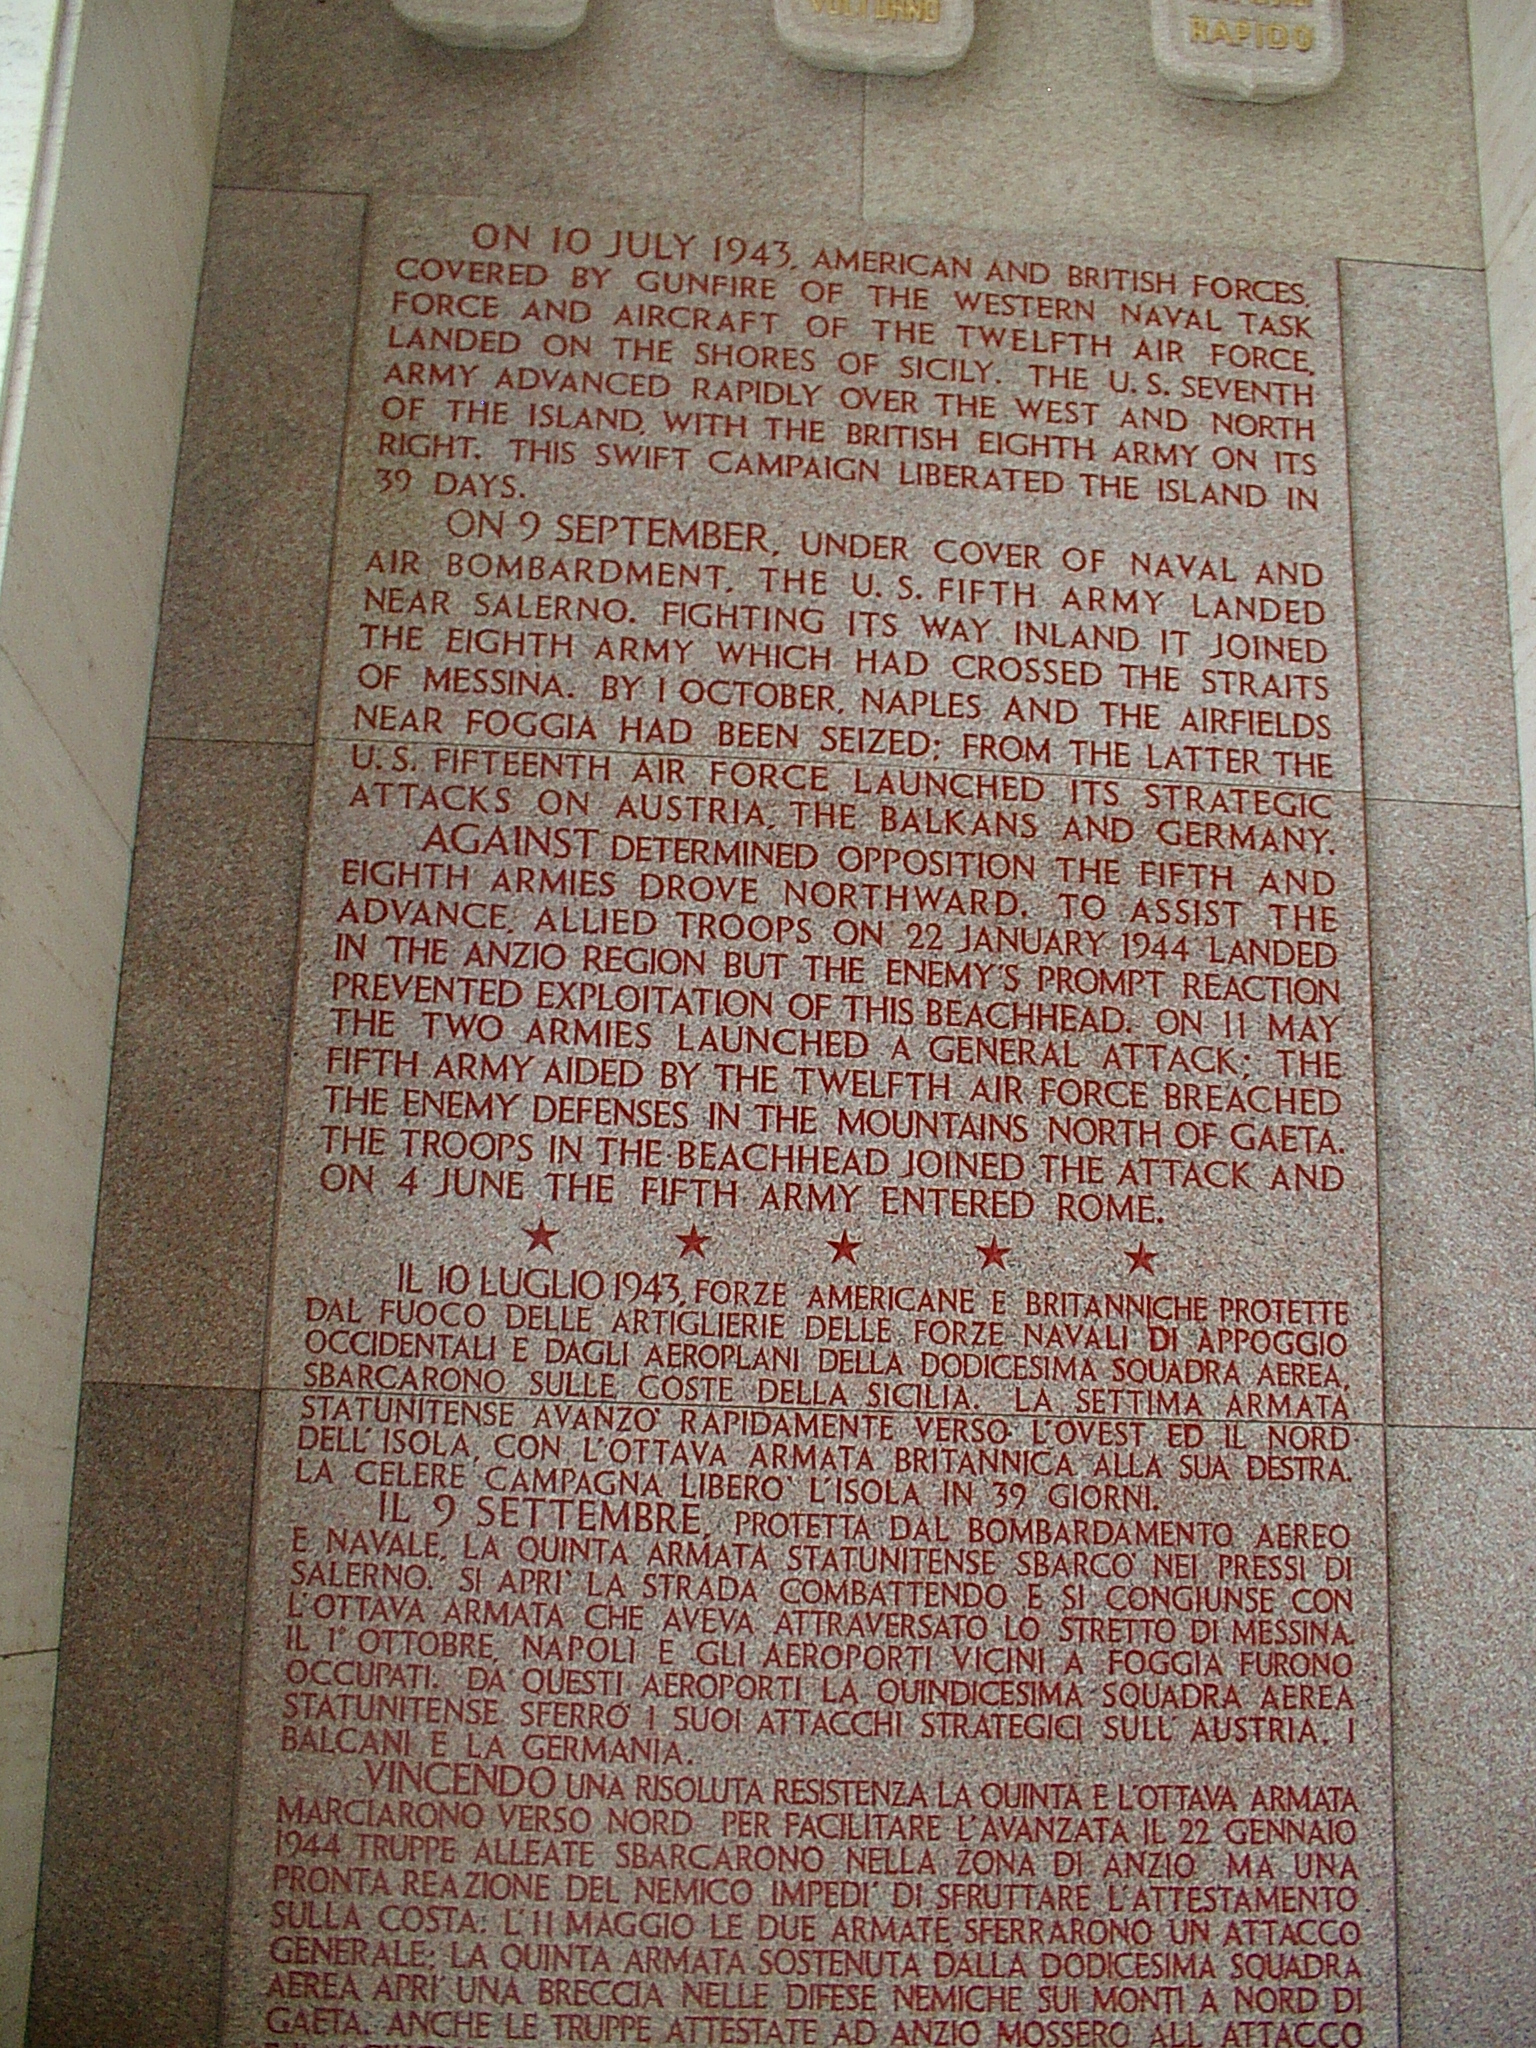 VOLTURNO
RAPIDO
ON 10 JULY 1943, AMERICAN AND BRITISH FORCES,
COVERED BY GUNFIRE OF THE WESTERN NAVAL TASK
FORCE AND AIRCRAFT OF THE TWELFTH AIR FORCE,
LANDED ON THE SHORES OF SICILY. THE U.S. SEVENTH
ARMY ADVANCED RAPIDLY OVER THE WEST AND NORTH
OF THE ISLAND, WITH THE BRITISH EIGHTH ARMY ON ITS
RIGHT. THIS SWIFT CAMPAIGN LIBERATED THE ISLAND IN
39 DAYS.
ON 9 SEPTEMBER, UNDER COVER OF NAVAL AND
AIR BOMBARDMENT, THE U.S. FIFTH ARMY LANDED
NEAR SALERNO. FIGHTING ITS WAY INLAND IT JOINED
THE EIGHTH ARMY WHICH HAD CROSSED THE STRAITS
OF MESSINA. BY 1 OCTOBER, NAPLES AND THE AIRFIELDS
NEAR FOGGIA HAD BEEN SEIZED; FROM THE LATTER THE
U.S. FIFTEENTH AIR FORCE LAUNCHED ITS STRATEGIC
ATTACKS ON AUSTRIA, THE BALKANS AND GERMANY.
AGAINST DETERMINED OPPOSITION THE FIFTH AND
EIGHTH ARMIES DROVE NORTHWARD. TO ASSIST THE
ADVANCE, ALLIED TROOPS ON 22 JANUARY 1944 LANDED
IN THE ANZIO REGION BUT THE ENEMY'S PROMPT REACTION
PREVENTED EXPLOITATION OF THIS BEACHHEAD. ON 11 MAY
THE TWO ARMIES LAUNCHED A GENERAL ATTACK; THE
FIFTH ARMY AIDED BY THE TWELFTH AIR FORCE BREACHED
THE ENEMY DEFENSES IN THE MOUNTAINS NORTH OF GAETA.
THE TROOPS IN THE BEACHHEAD JOINED THE ATTACK AND
ON 4 JUNE THE FIFTH ARMY ENTERED ROME.
IL 10 LUGLIO 1943, FORZE AMERICANE E BRITANNICHE PROTETTE
DAL FUOCO DELLE ARTIGLIERIE DELLE FORZE NAVALI DI APPOGGIO
OCCIDENTALI E DAGLI AEROPLANI DELLA DODICESIMA SQUADRA AEREA,
SBARCARONO SULLE COSTE DELLA SICILIA. LA SETTIMA ARMATA
STATUNITENSE AVANZO' RAPIDAMENTE VERSO L'OVEST ED IL NORD
DELL'ISOLA, CON L'OTTAVA ARMATA BRITANNICA ALLA SUA DESTRA.
LA CELERE CAMPAGNA LIBERO' L'ISOLA IN 39 GIORNI.
IL 9 SETTEMBRE, PROTETTA DAL BOMBARDAMENTO AEREO
E NAVALE, LA QUINTA ARMATA STATUNITENSE SBARCO' NEI PRESSI DI
SALERNO. SI APRI' LA STRADA COMBATTENDO E SI CONGIUNSE CON
L'OTTAVA ARMATA CHE AVEVA ATTRAVERSATO LO STRETTO DI MESSINA.
IL 1° OTTOBRE, NAPOLI E GLI AEROPORTI VICINI A FOGGIA FURONO
OCCUPATI. DA QUESTI AEROPORTI LA QUINDICESIMA SQUADRA AEREA
STATUNITENSE SFERRO' I SUOI ATTACCHI STRATEGICI SULL'AUSTRIA, I
BALCANI E LA GERMANIA.
VINCENDO UNA RISOLUTA RESISTENZA LA QUINTA E L'OTTAVA ARMATA
MARCIARONO VERSO NORD. PER FACILITARE L'AVANZATA IL 22 GENNAIO
1944 TRUPPE ALLEATE SBARCARONO NELLA ZONA DI ANZIO MA UNA
PRONTA REAZIONE DEL NEMICO IMPEDI' DI SFRUTTARE L'ATTESTAMENTO
SULLA COSTA: L'11 MAGGIO LE DUE ARMATE SFERRARONO UN ATTACCO
GENERALE; LA QUINTA ARMATA SOSTENUTA DALLA DODICESIMA SQUADRA
AEREA APRI' UNA BRECCIA NELLE DIFESE NEMICHE SUI MONTI A NORD DI
GAETA. ANCHE LE TRUPPE ATTESTATE AD ANZIO MOSSERO ALL'ATTACCO